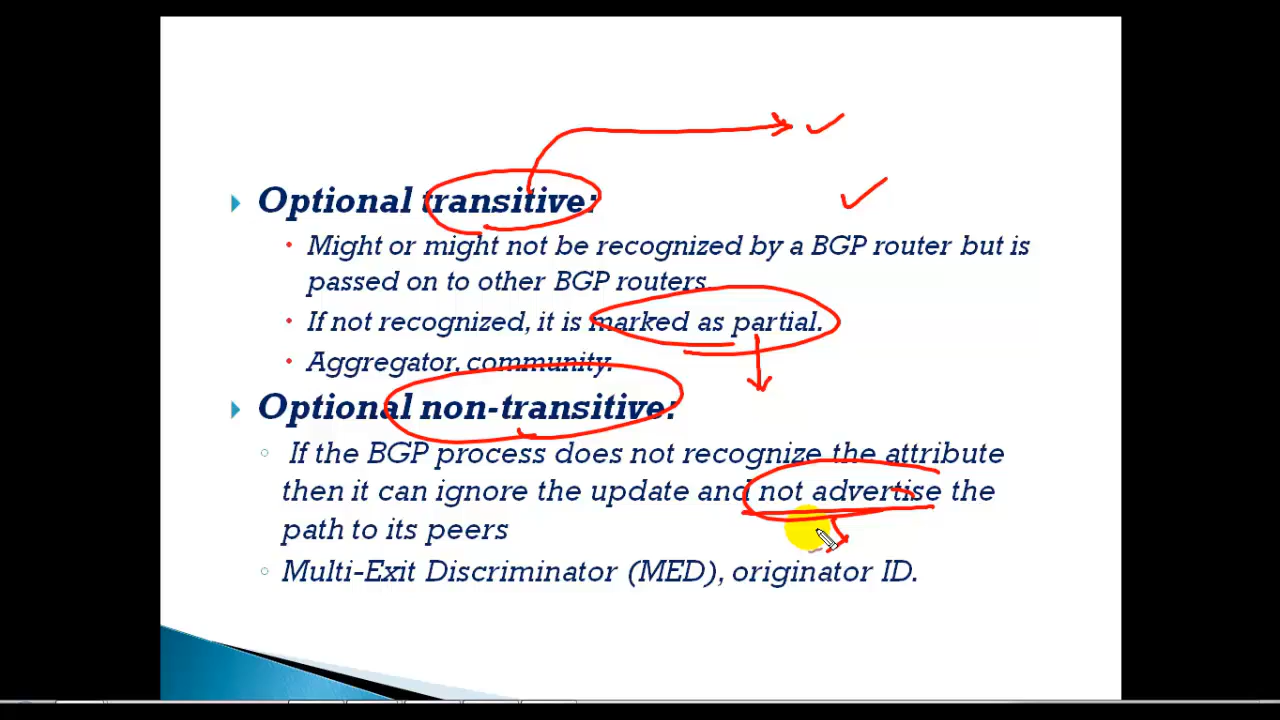 Optional transitive:
Might or might not be recognized by a BGP router but is
passed on to other BGP routers.
If not recognized, it is marked as partial.
Aggregator, community.
Optional non-transitive:
If the BGP process does not recognize the attribute
then it can ignore the update and not advertise the
path to its peers
Multi-Exit Discriminator (MED), originator ID.